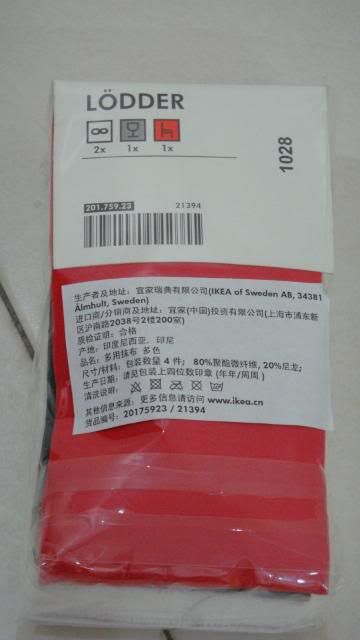 LÖDDER
2x 1x 1x
1028
201.759.23 21394
生产者及地址: 宜家瑞典有限公司(IKEA of Sweden AB, 34381
Älmhult, Sweden)
进口商/分销商及地址: 宜家(中国)投资有限公司(上海市浦东新
区沪南路2038号2楼200室)
质检证明: 合格
产地: 印度尼西亚, 印尼
品名: 多用抹布 多色
尺寸/材料: 包装数量 4 件; 80%聚酯微纤维, 20%尼龙;
生产日期: 请见包装上四位数印章 (年年/周周)
清洗说明:
其他信息来源: 更多信息请访问 www.ikea.cn
货品编号: 20175923 / 21394